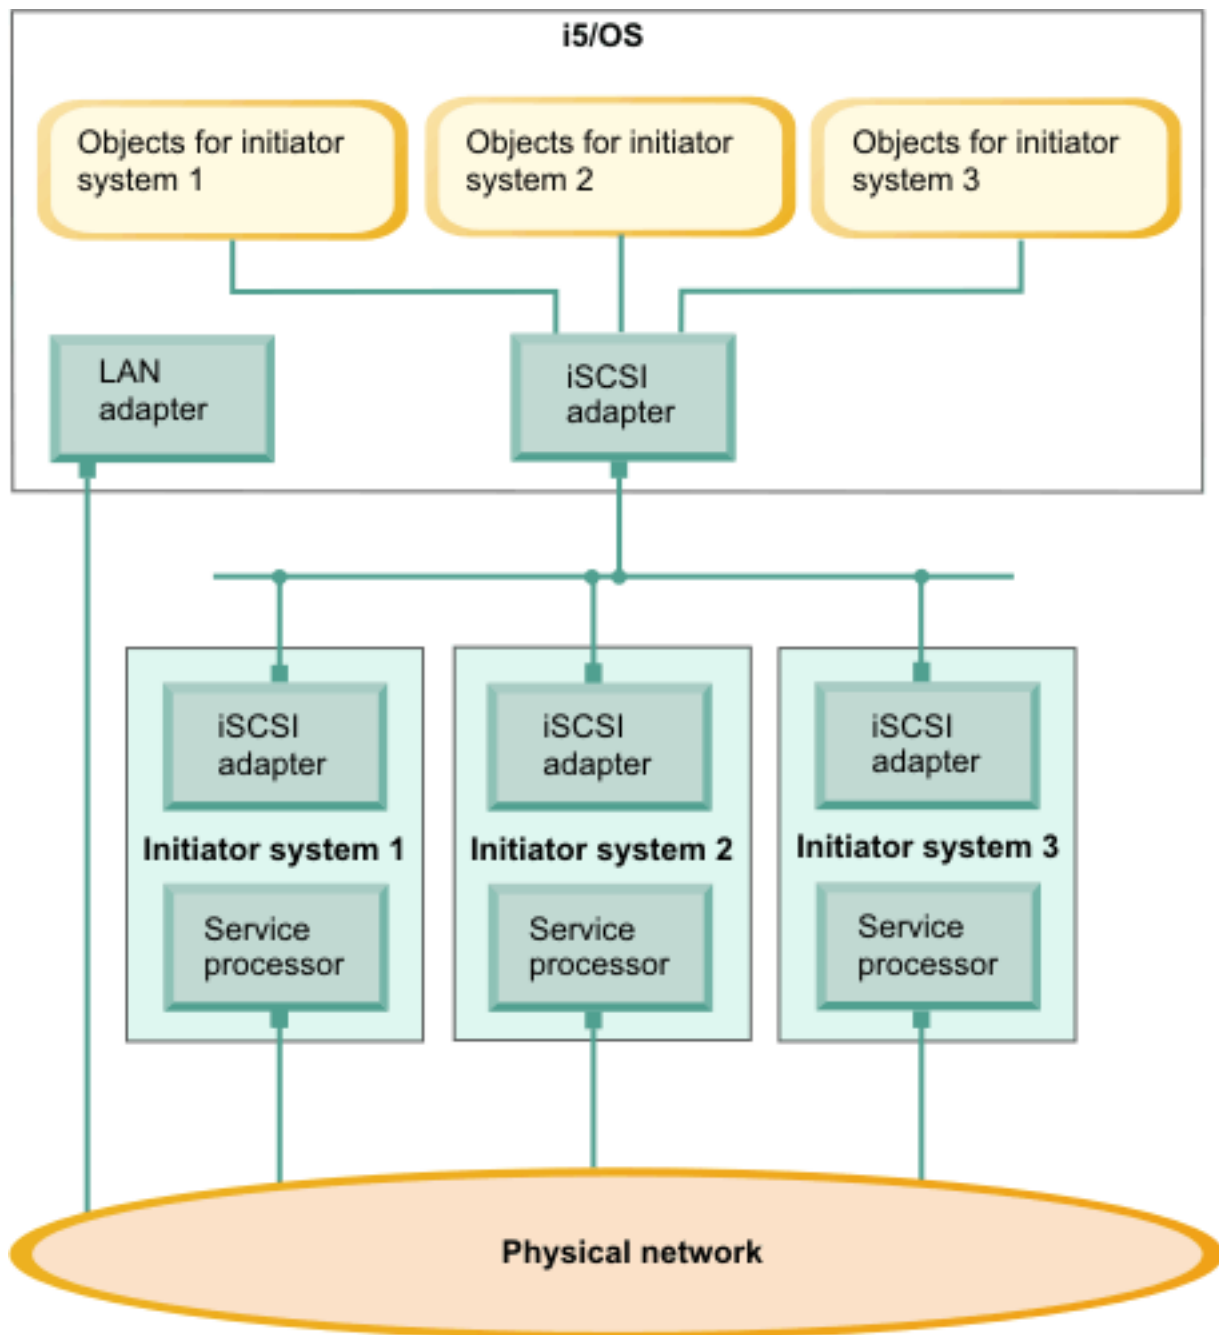 i5/OS
Objects for initiator
system 1
Objects for initiator
system 2
Objects for initiator
system 3
LAN
adapter
iSCSI
adapter
iSCSI
adapter
iSCSI
adapter
iSCSI
adapter
Initiator system 1
Initiator system 2
Initiator system 3
Service
processor
Service
processor
Service
processor
Physical network